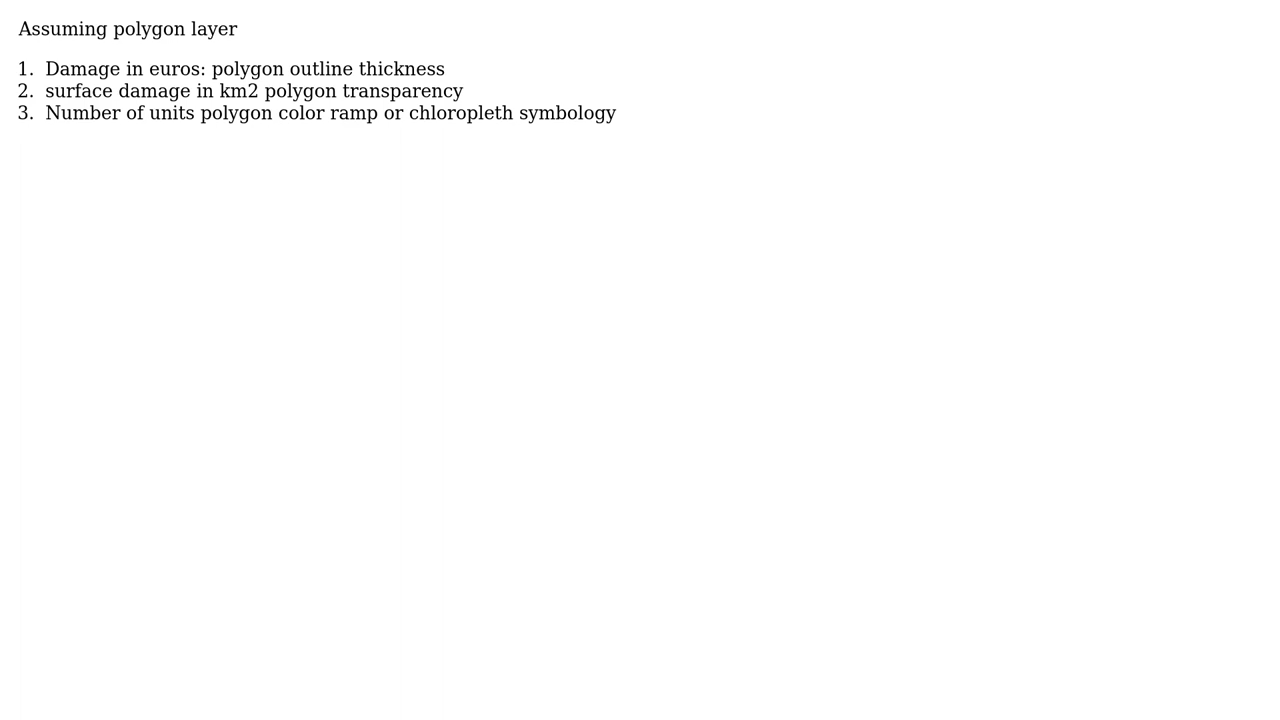 Assuming polygon layer
1. Damage in euros: polygon outline thickness
2. surface damage in km2 polygon transparency
3. Number of units polygon color ramp or chloropleth symbology